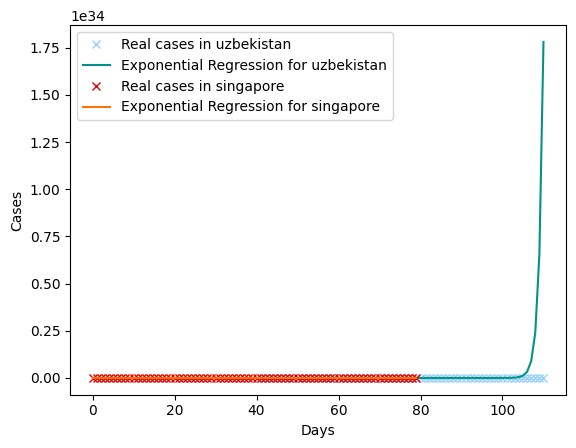 1e34
Real cases in uzbekistan
Exponential Regression for uzbekistan
Real cases in singapore
Exponential Regression for singapore
1.75
1.50
1.25
1.00
0.75
0.50
0.25
0.00
Cases
0 20 40 60 80 100
Days